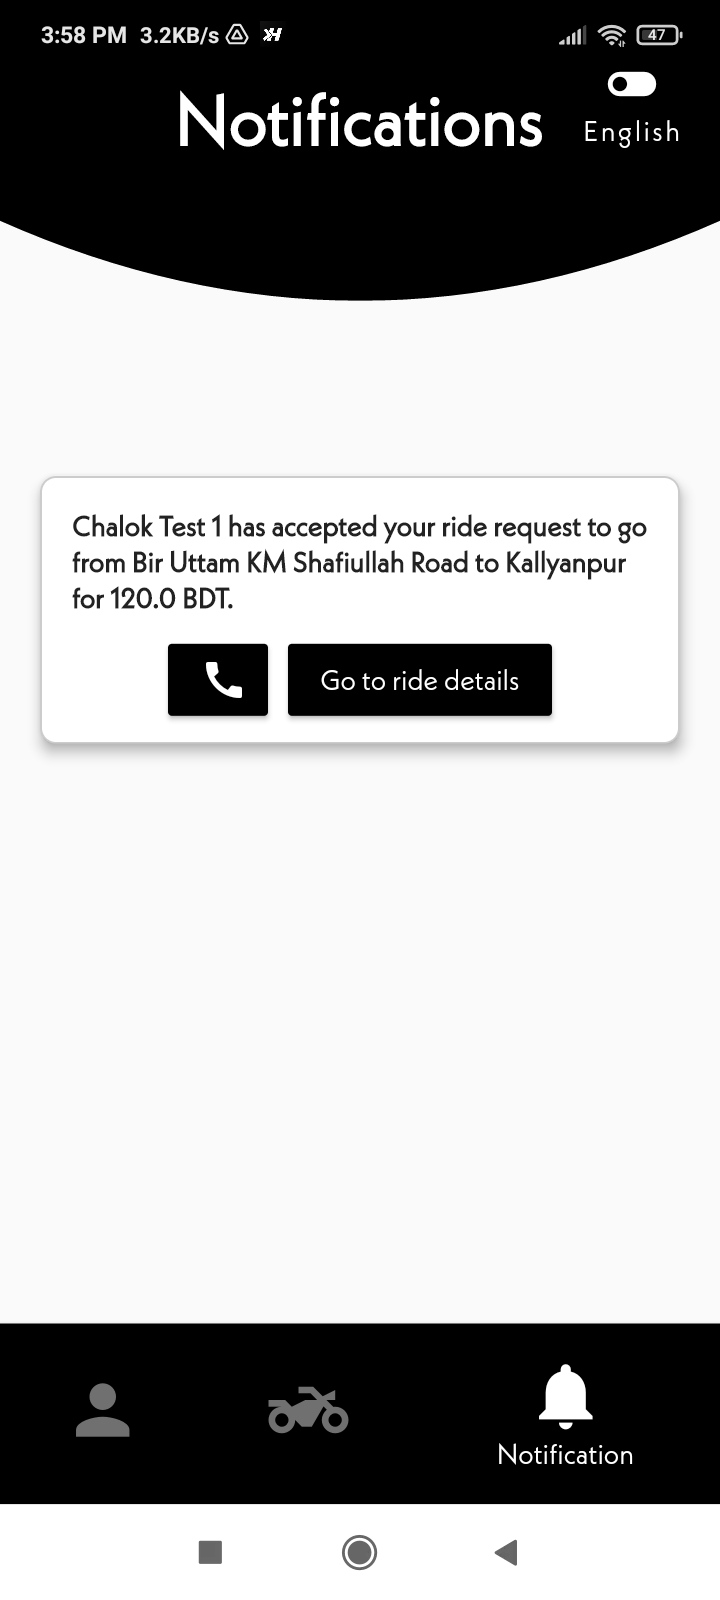 3:58 PM 3.2KB/s
47
Notifications
English
Chalok Test 1 has accepted your ride request to go
from Bir Uttam KM Shafiullah Road to Kallyanpur
for 120.0 BDT.
Go to ride details
Notification